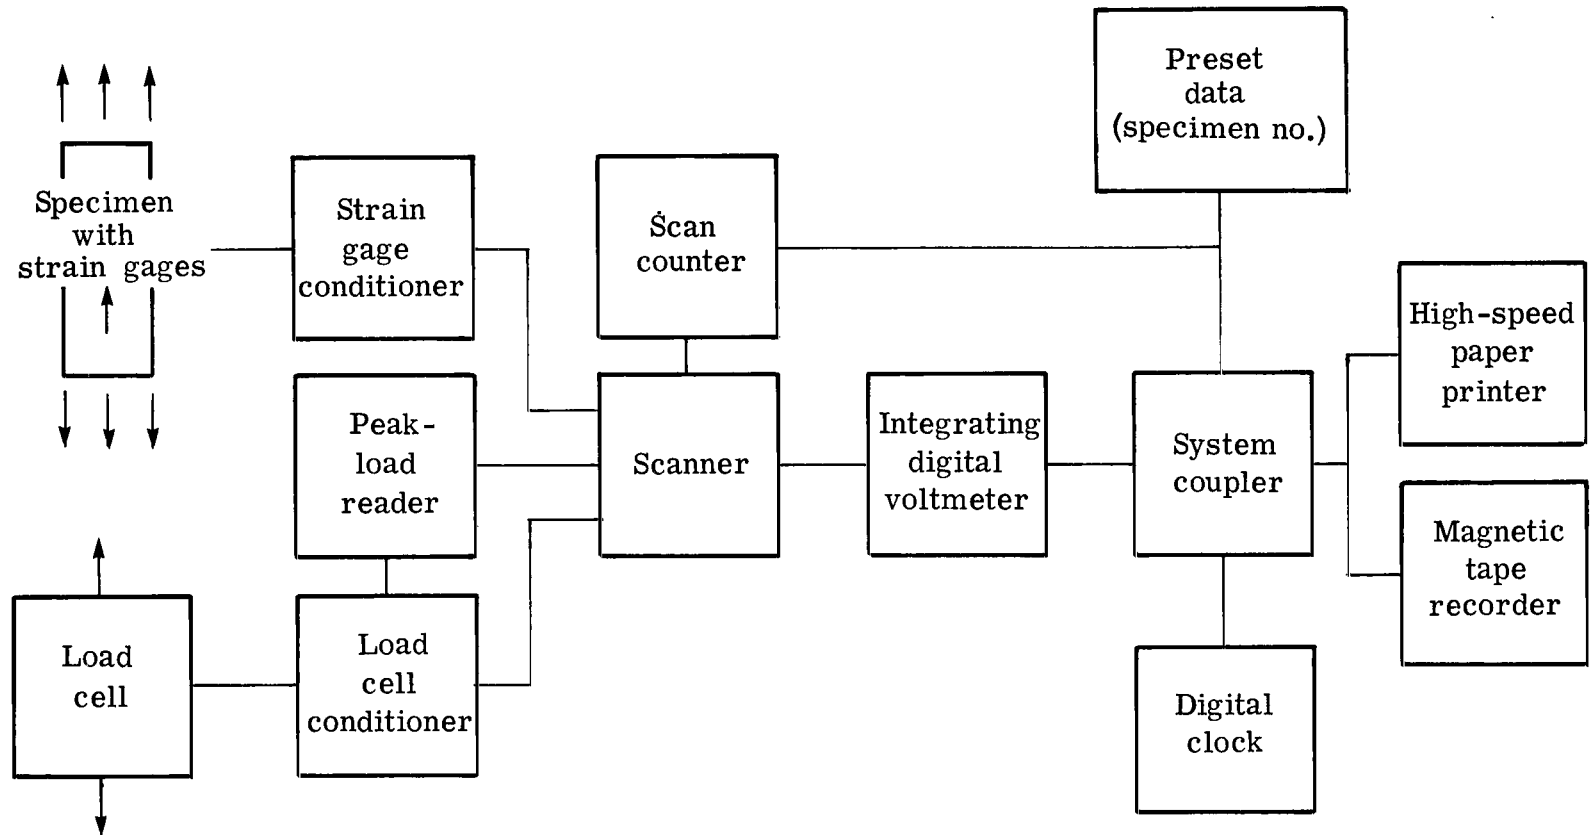 Preset
data
(specimen no.)
Specimen
with
strain gages
Strain
gage
conditioner
Scan
counter
High-speed
paper
printer
Peak-
load
reader
Scanner
Integrating
digital
voltmeter
System
coupler
Magnetic
tape
recorder
Load
cell
Load
cell
conditioner
Digital
clock